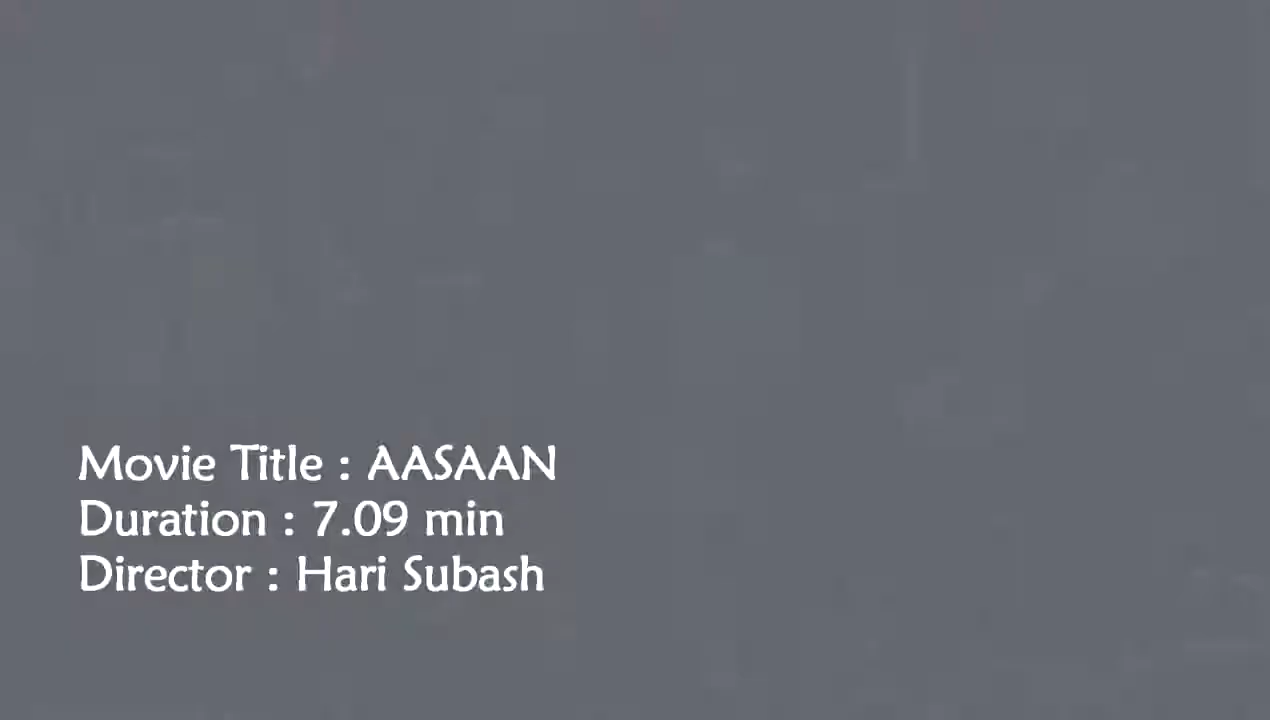 Movie Title : AASAAN
Duration : 7.09 min
Director : Hari Subash